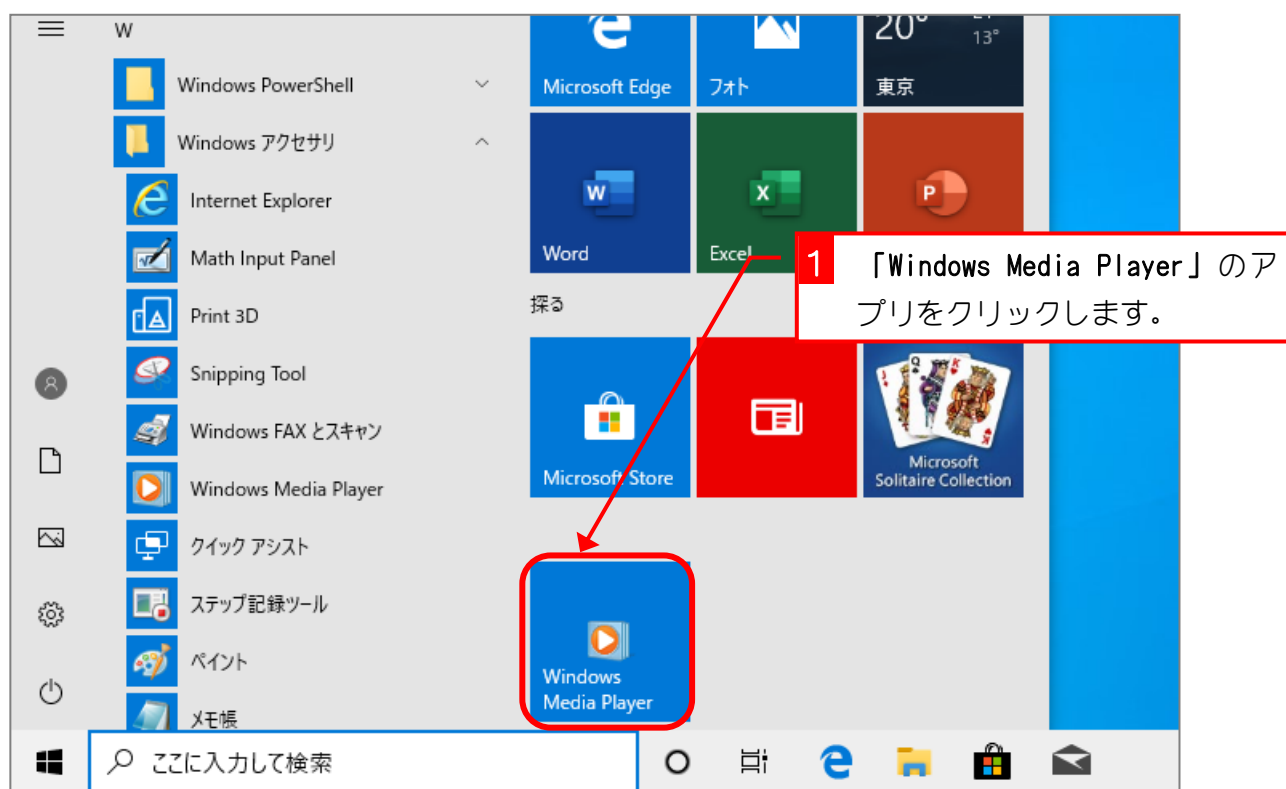 W
Windows PowerShell
Windows アクセサリ
Internet Explorer
Math Input Panel
Print 3D
Snipping Tool
Windows FAX とスキャン
Windows Media Player
クイック アシスト
ステップ記録ツール
ペイント
メモ帳
Microsoft Edge
フォト
20°
13°
東京
W
Word
X
Excel
P
1 「Windows Media Player」のア
プリをクリックします。
探る
Microsoft Store
Microsoft
Solitaire Collection
Windows
Media Player
ここに入力して検索